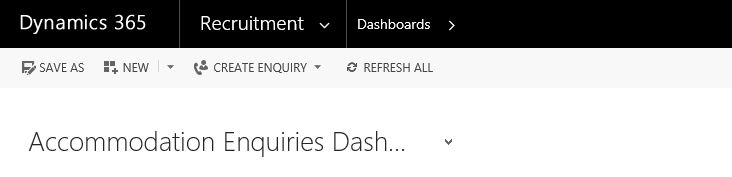 Dynamics 365 Recruitment Dashboards
SAVE AS NEW CREATE ENQUIRY REFRESH ALL
Accommodation Enquiries Dash...